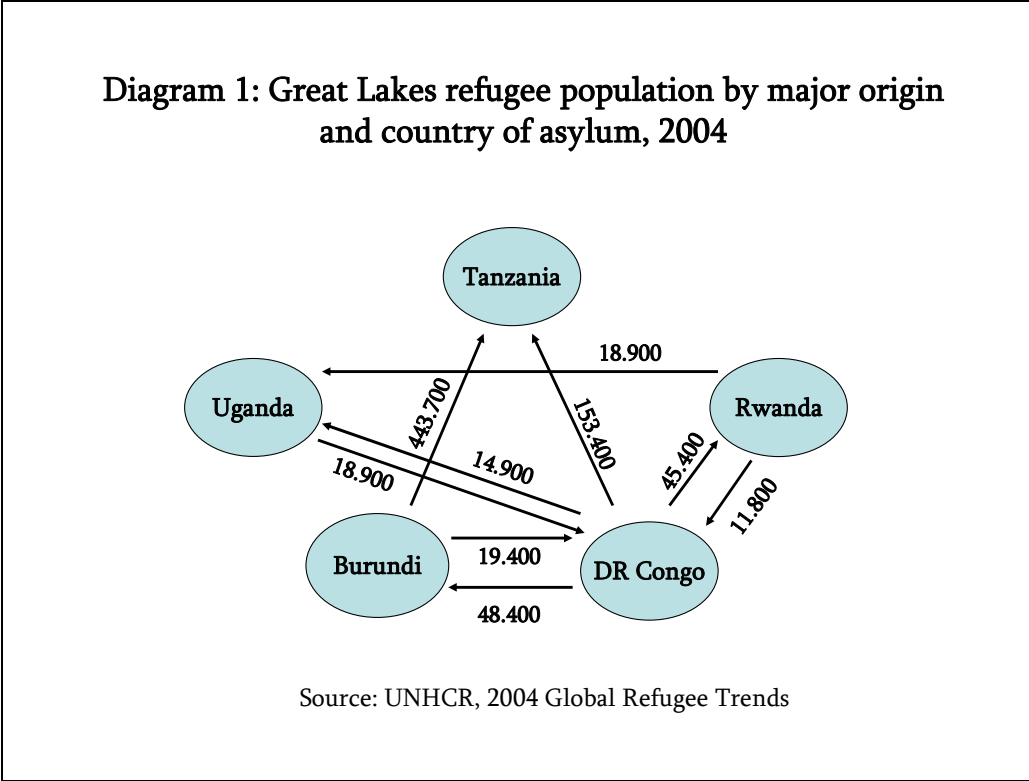 Diagram 1: Great Lakes refugee population by major origin
and country of asylum, 2004
Tanzania
18.900
Uganda
443.700
153.400
Rwanda
45.400
14.900
18.900
11.800
Burundi
19.400
DR Congo
48.400
Source: UNHCR, 2004 Global Refugee Trends